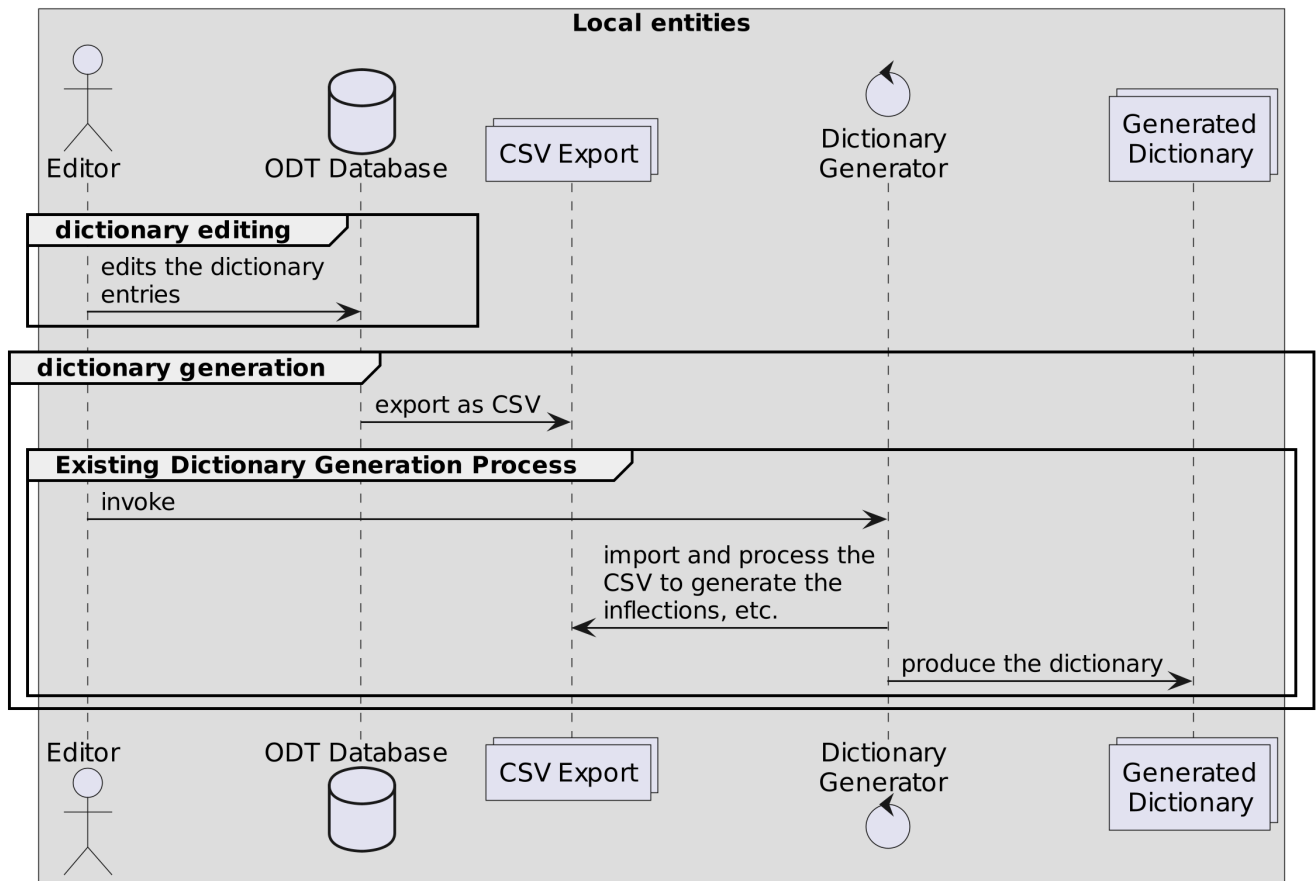 Local entities
Editor
ODT Database
CSV Export
Dictionary
Generator
Generated
Dictionary
dictionary editing
edits the dictionary
entries
dictionary generation
export as CSV
Existing Dictionary Generation Process
invoke
import and process the
CSV to generate the
inflections, etc.
produce the dictionary
Editor
ODT Database
CSV Export
Dictionary
Generator
Generated
Dictionary